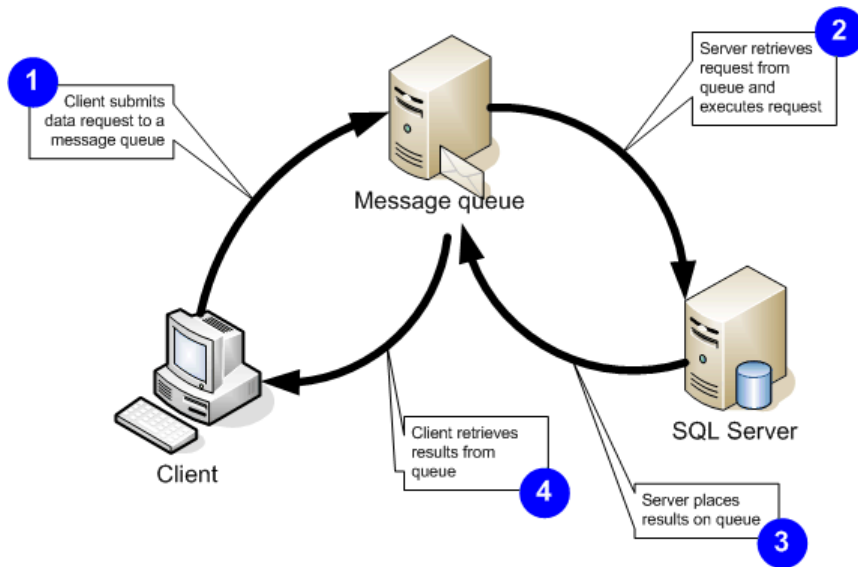 1
Client submits
data request to a
message queue
2
Server retrieves
request from
queue and
executes request
Message queue
SQL Server
Client
Client retrieves
results from
queue
4
Server places
results on queue
3